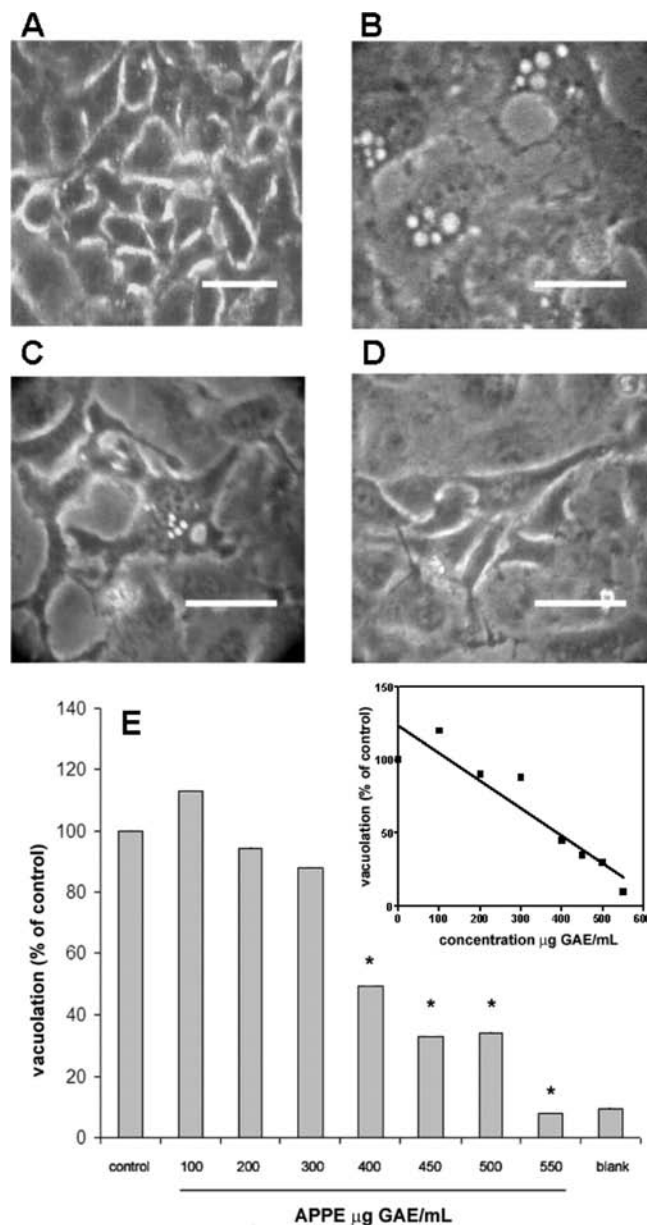 A
B
C
D
E
vacuolation (% of control)
140
120
100
80
60
40
20
0
control
100
200
300
400
450
500
550
blank
APPE µg GAE/mL
*
*
*
*
vacuolation (% of control)
150
100
50
0
0
100
200
300
400
500
600
concentration µg GAE/mL